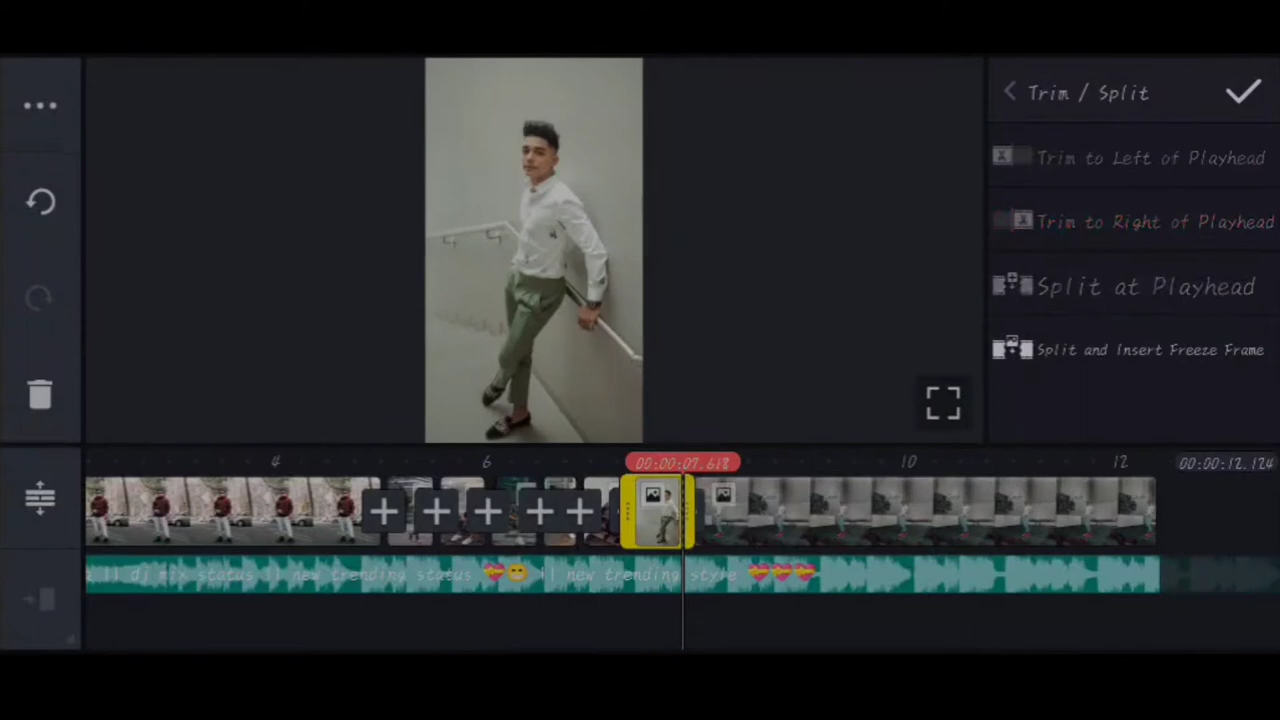 Trim / Split
Trim to Left of Playhead
Trim to Right of Playhead
Split at Playhead
Split and Insert Freeze Frame
4
6
00:00:07.618
10
12
00:00:12.124
a || dj mix status || new trending status 💝😁 || new trending style 💝💝💝